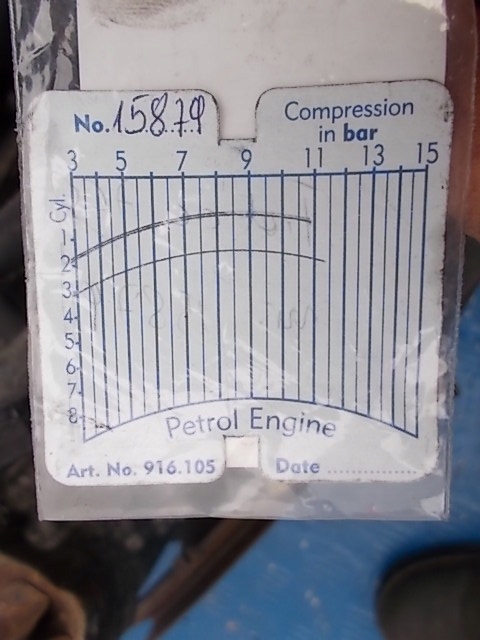 No. 15879
Compression
in bar
3 5 7 9 11 13 15
Cyl.
1
2
3
4
5
6
7
8
Petrol Engine
Art. No. 916.105
Date ...............